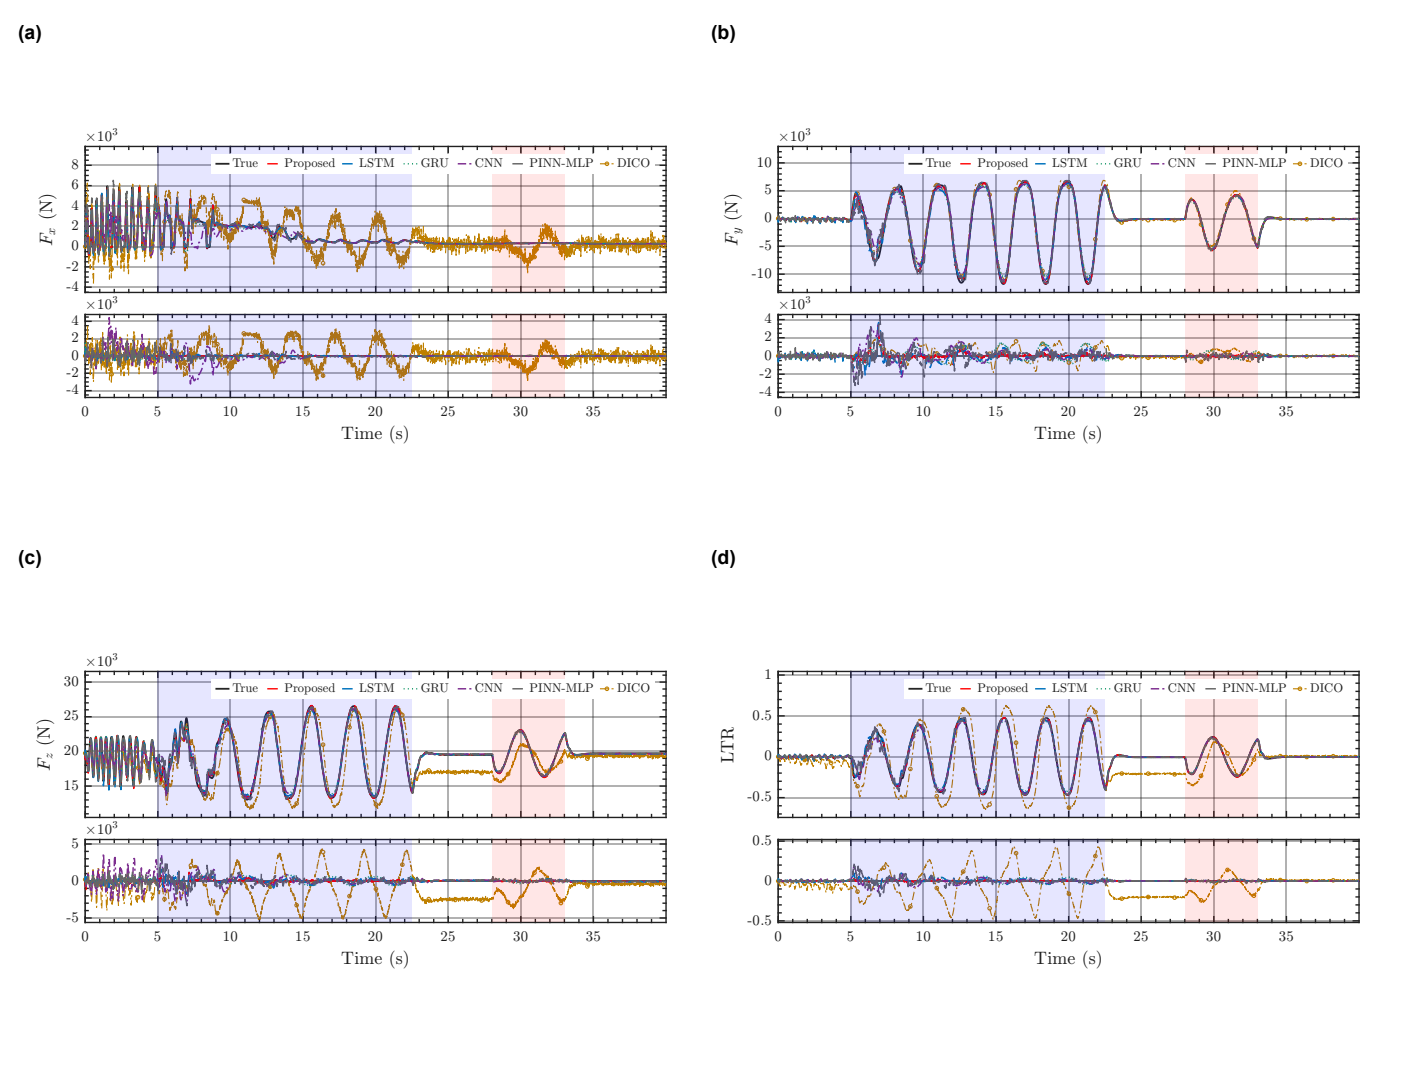 (a)
×10³
True Proposed LSTM GRU CNN PINN-MLP DICO
8
6
4
2
0
-2
-4
F_x (N)
×10³
4
2
0
-2
-4
0 5 10 15 20 25 30 35
Time (s)
(b)
×10³
True Proposed LSTM GRU CNN PINN-MLP DICO
10
5
0
-5
-10
F_y (N)
×10³
4
2
0
-2
-4
0 5 10 15 20 25 30 35
Time (s)
(c)
×10³
True Proposed LSTM GRU CNN PINN-MLP DICO
30
25
20
15
F_z (N)
×10³
5
0
-5
0 5 10 15 20 25 30 35
Time (s)
(d)
True Proposed LSTM GRU CNN PINN-MLP DICO
1
0.5
0
-0.5
LTR
0.5
0
-0.5
0 5 10 15 20 25 30 35
Time (s)